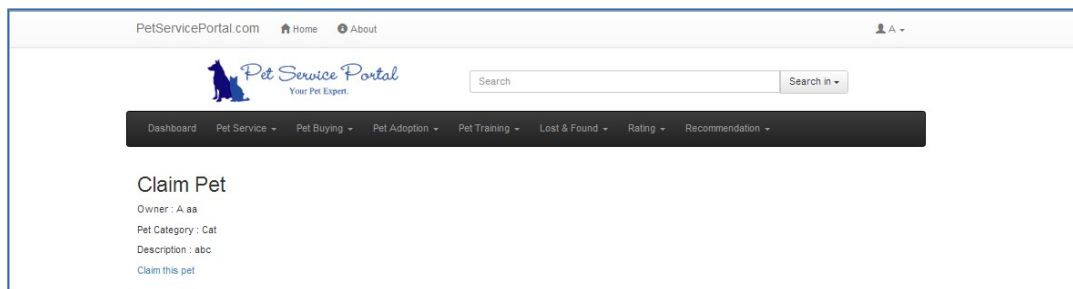 PetServicePortal.com Home About A
Pet Service Portal
Your Pet Expert.
Search Search in
Dashboard Pet Service Pet Buying Pet Adoption Pet Training Lost & Found Rating Recommendation
Claim Pet
Owner : A aa
Pet Category : Cat
Description : abc
Claim this pet